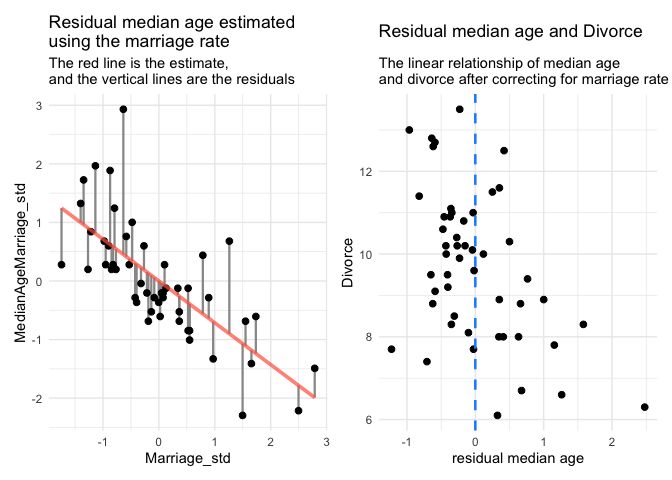 Residual median age estimated
using the marriage rate
The red line is the estimate,
and the vertical lines are the residuals
3
2
1
0
-1
-2
MedianAgeMarriage_std
-1
0
1
2
3
Marriage_std
Residual median age and Divorce
The linear relationship of median age
and divorce after correcting for marriage rate
12
10
8
6
Divorce
-1
0
1
2
residual median age